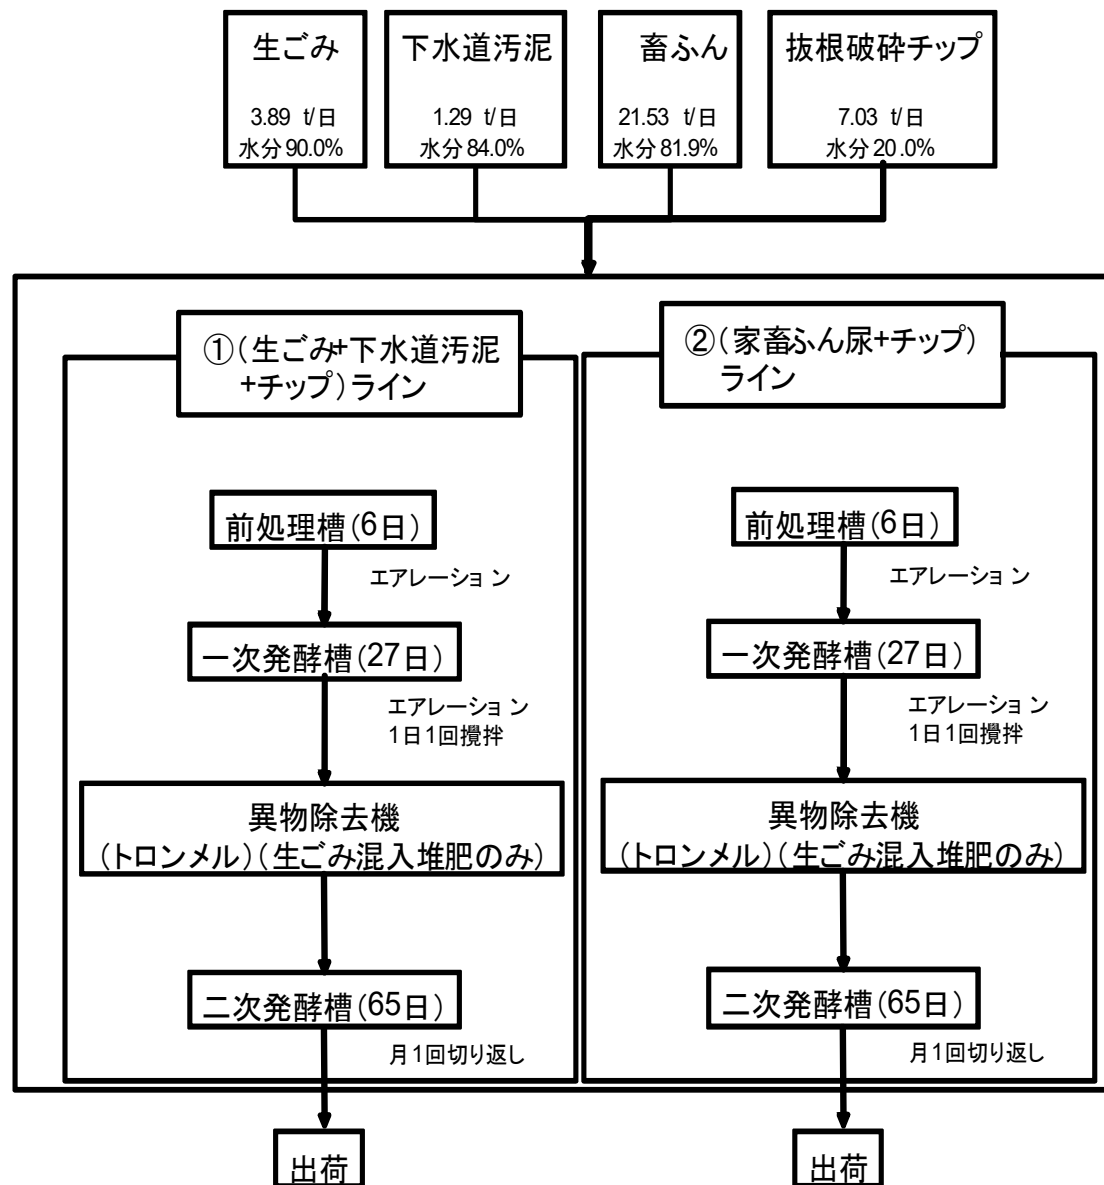 生ごみ
3.89 t/日
水分90.0%
下水道汚泥
1.29 t/日
水分84.0%
畜ふん
21.53 t/日
水分81.9%
抜根破砕チップ
7.03 t/日
水分20.0%
①(生ごみ+下水道汚泥
+チップ)ライン
前処理槽(6日)
エアレーション
一次発酵槽(27日)
エアレーション
1日1回攪拌
異物除去機
(トロンメル)(生ごみ混入堆肥のみ)
二次発酵槽(65日)
月1回切り返し
出荷
②(家畜ふん尿+チップ)
ライン
前処理槽(6日)
エアレーション
一次発酵槽(27日)
エアレーション
1日1回攪拌
異物除去機
(トロンメル)(生ごみ混入堆肥のみ)
二次発酵槽(65日)
月1回切り返し
出荷